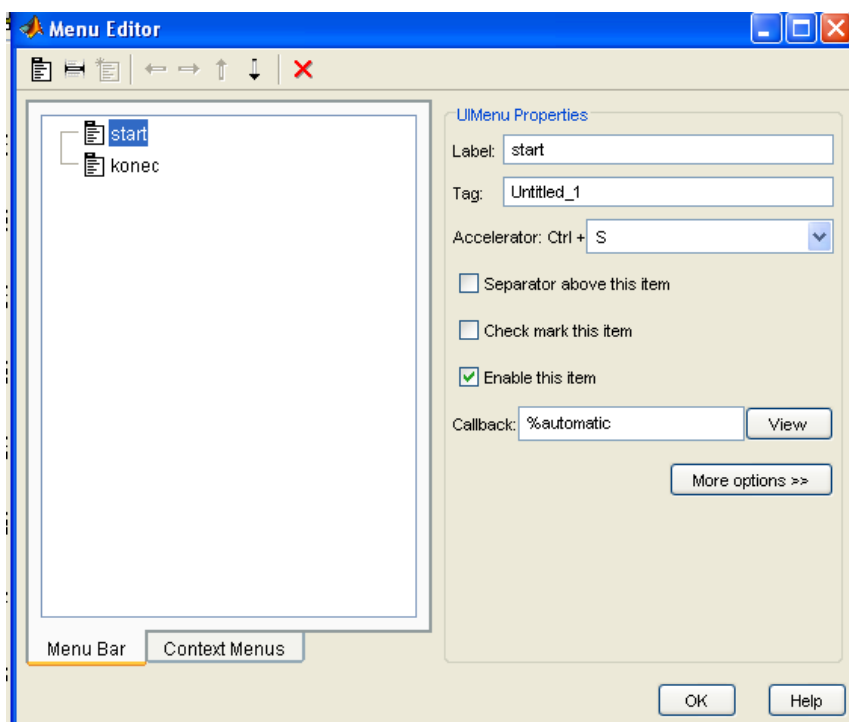 Menu Editor
start
konec
UIMenu Properties
Label: start
Tag: Untitled_1
Accelerator: Ctrl + S
Separator above this item
Check mark this item
Enable this item
Callback: %automatic View
More options >>
Menu Bar Context Menus
OK Help